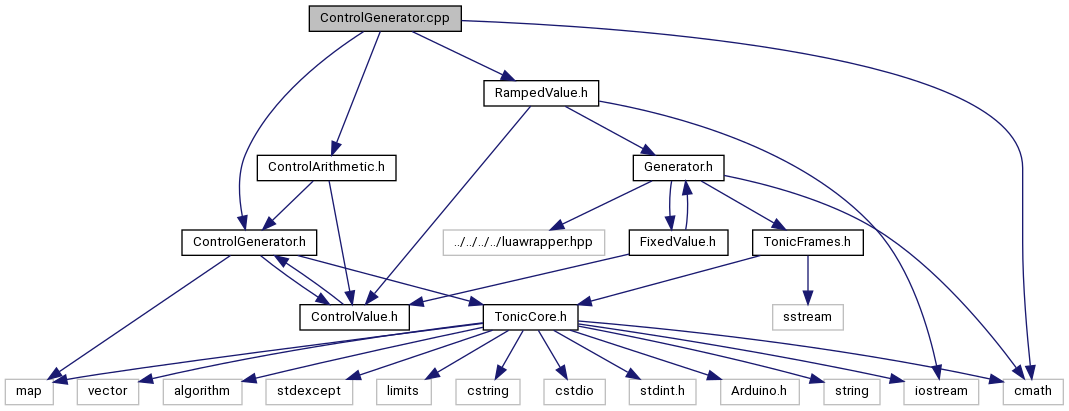 ControlGenerator.cpp
RampedValue.h
ControlArithmetic.h
Generator.h
ControlGenerator.h
../../../../luawrapper.hpp
FixedValue.h
TonicFrames.h
ControlValue.h
TonicCore.h
sstream
map
vector
algorithm
stdexcept
limits
cstring
cstdio
stdint.h
Arduino.h
string
iostream
cmath